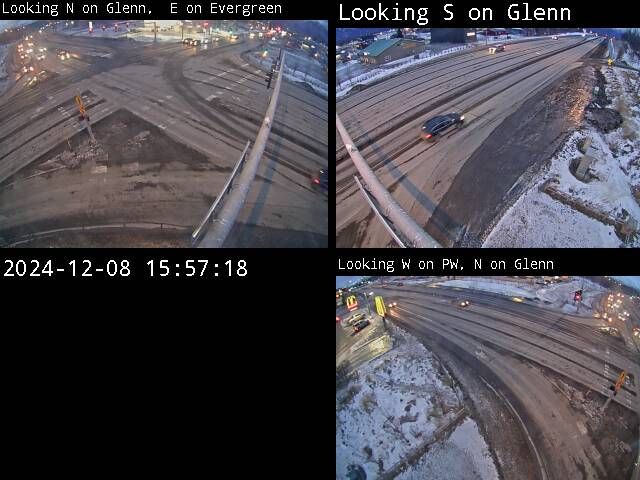 Looking N on Glenn,  E on Evergreen
Looking S on Glenn
2024-12-08 15:57:18
Looking W on PW, N on Glenn